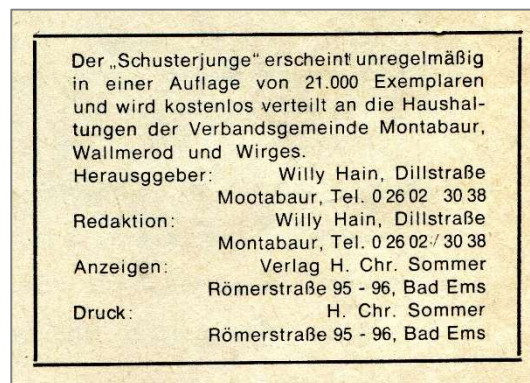 Der „Schusterjunge“ erscheint unregelmäßig
in einer Auflage von 21.000 Exemplaren
und wird kostenlos verteilt an die Haushal-
tungen der Verbandsgemeinde Montabaur,
Wallmerod und Wirges.
Herausggeber: Willy Hain, Dillstraße
Mootabaur, Tel. 0 26 02 30 38
Redaktion: Willy Hain, Dillstraße
Montabaur, Tel. 0 26 02 / 30 38
Anzeigen: Verlag H. Chr. Sommer
Römerstraße 95 - 96, Bad Ems
Druck: H. Chr. Sommer
Römerstraße 95 - 96, Bad Ems